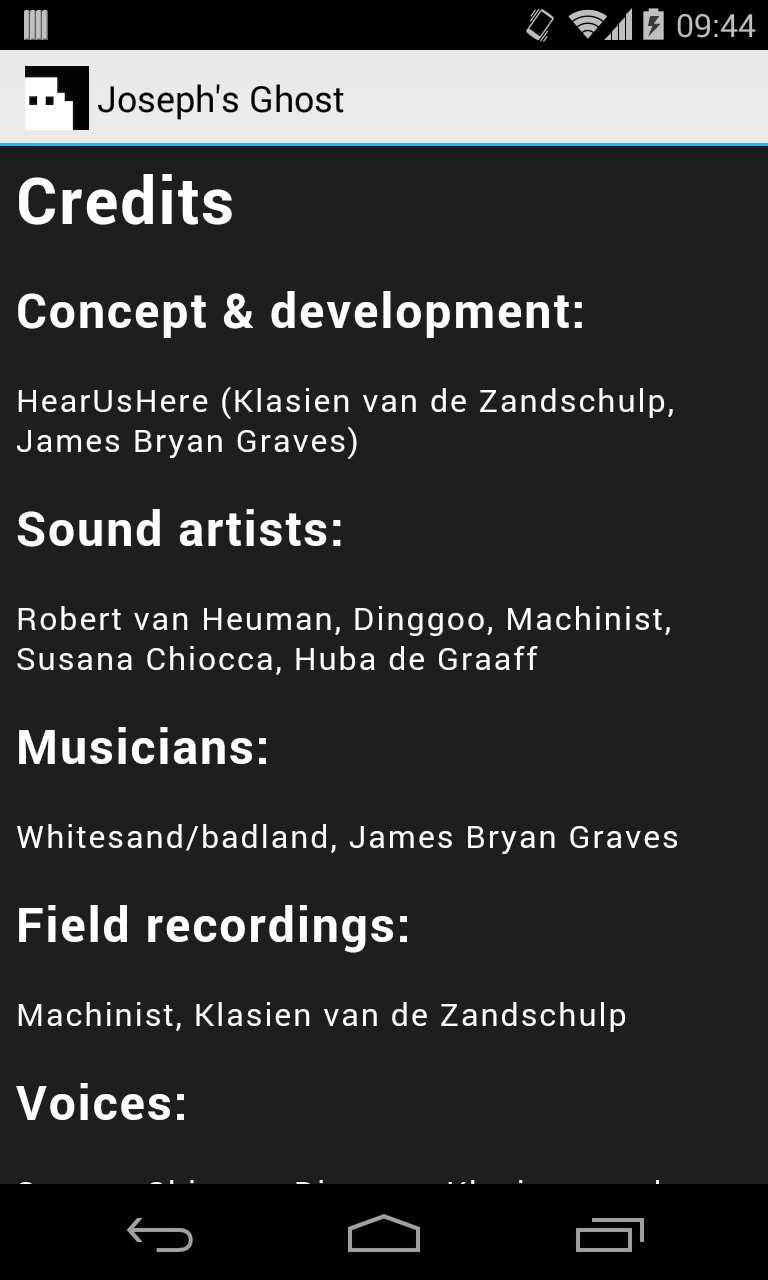 09:44
Joseph's Ghost
Credits
Concept & development:
HearUsHere (Klasien van de Zandschulp,
James Bryan Graves)
Sound artists:
Robert van Heuman, Dinggoo, Machinist,
Susana Chiocca, Huba de Graaff
Musicians:
Whitesand/badland, James Bryan Graves
Field recordings:
Machinist, Klasien van de Zandschulp
Voices: